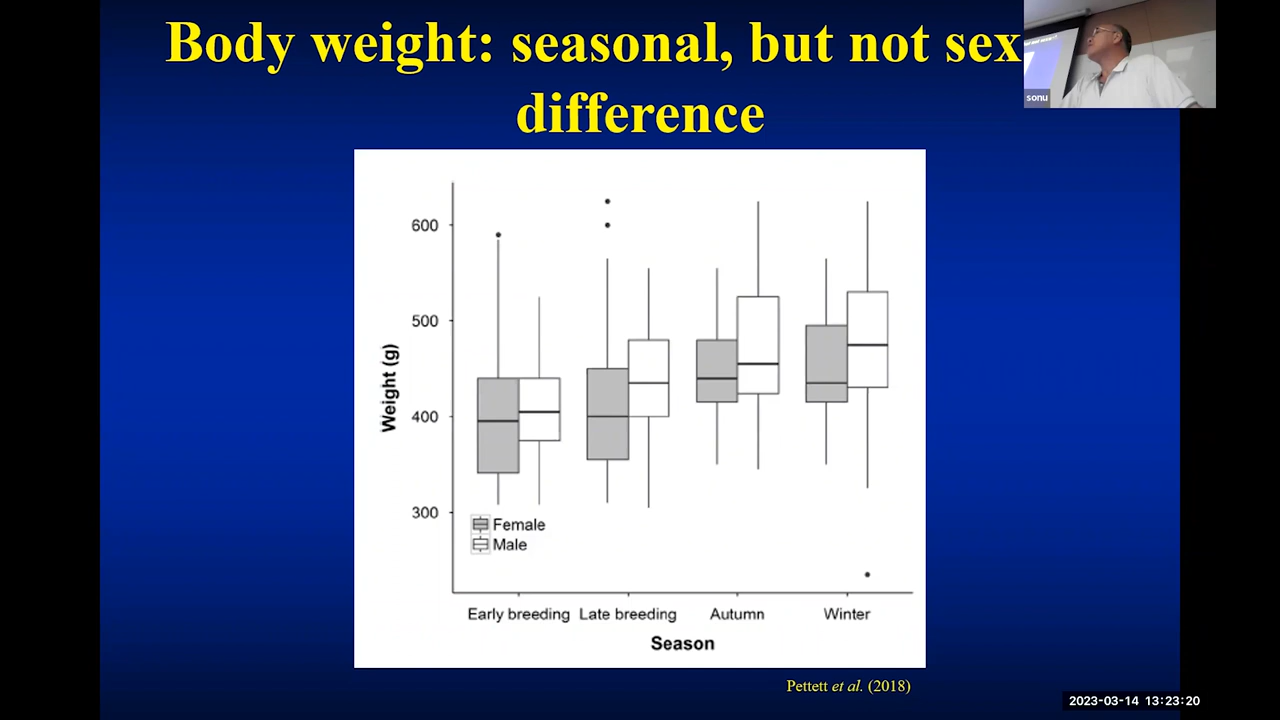 Body weight: seasonal, but not sex
difference
sonu
600
500
400
300
Weight (g)
Female
Male
Early breeding Late breeding Autumn Winter
Season
Pettett et al. (2018)
2023-03-14 13:23:20